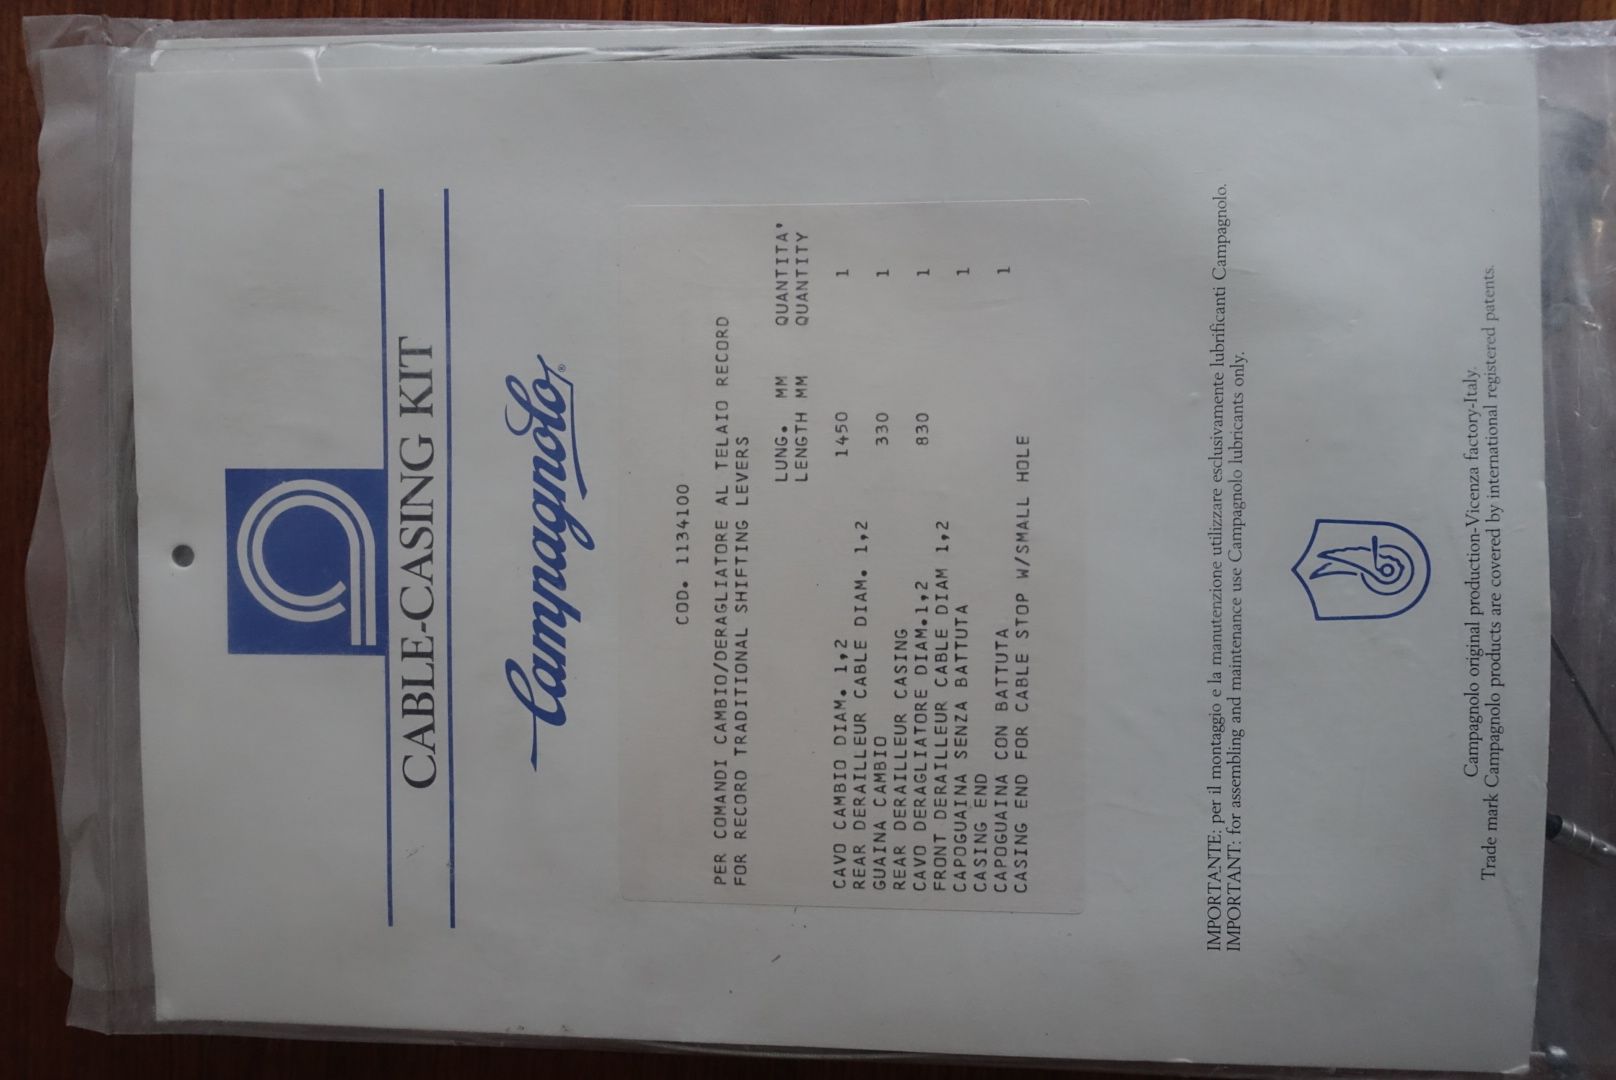 CABLE-CASING KIT
Campagnolo®
COD. 1134100
PER COMANDI CAMBIO/DERAGLIATORE AL TELAIO RECORD
FOR RECORD TRADITIONAL SHIFTING LEVERS
LUNG. MM QUANTITA'
LENGTH MM QUANTITY
CAVO CAMBIO DIAM. 1,2 1450 1
REAR DERAILLEUR CABLE DIAM. 1,2
GUAINA CAMBIO 330 1
REAR DERAILLEUR CASING
CAVO DERAGLIATORE DIAM.1,2 830 1
FRONT DERAILLEUR CABLE DIAM 1,2
CAPOGUAINA SENZA BATTUTA 1
CASING END
CAPOGUAINA CON BATTUTA 1
CASING END FOR CABLE STOP W/SMALL HOLE
IMPORTANTE: per il montaggio e la manutenzione utilizzare esclusivamente lubrificanti Campagnolo.
IMPORTANT: for assembling and maintenance use Campagnolo lubricants only.
Campagnolo original production-Vicenza factory-Italy.
Trade mark Campagnolo products are covered by international registered patents.